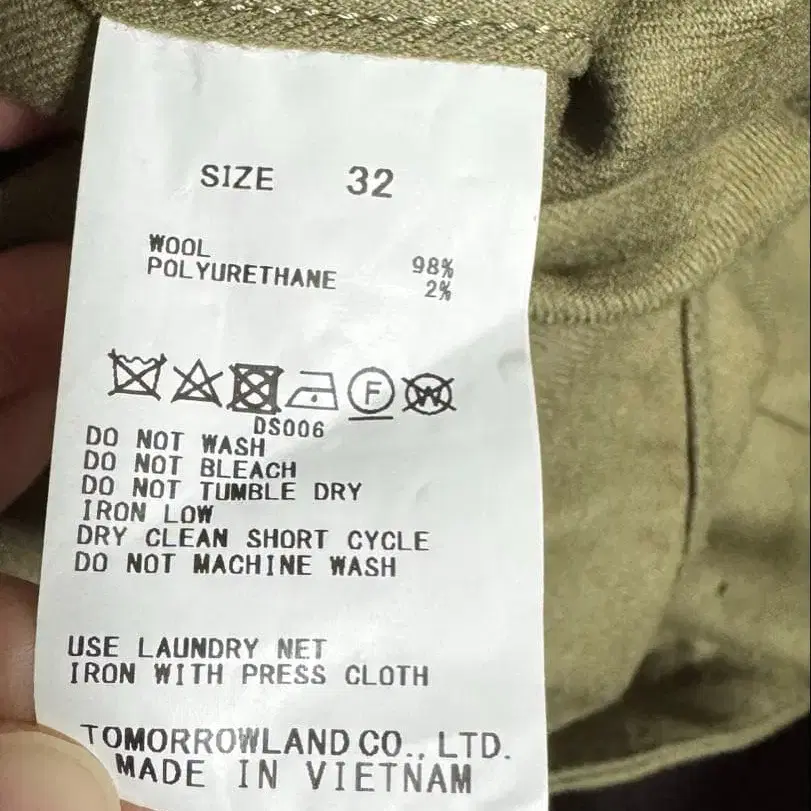 SIZE 32
WOOL 98%
POLYURETHANE 2%
F W
DS006
DO NOT WASH
DO NOT BLEACH
DO NOT TUMBLE DRY
IRON LOW
DRY CLEAN SHORT CYCLE
DO NOT MACHINE WASH
USE LAUNDRY NET
IRON WITH PRESS CLOTH
TOMORROWLAND CO., LTD.
MADE IN VIETNAM